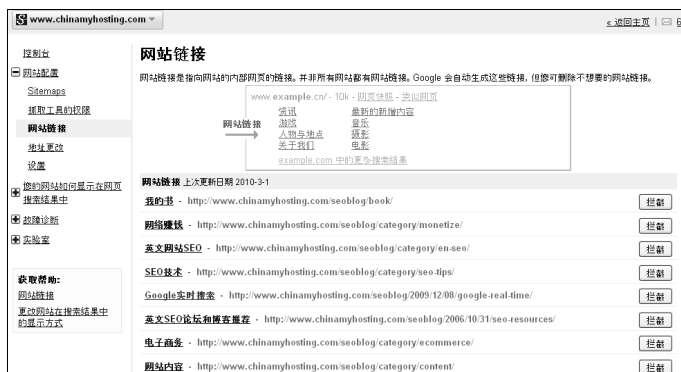 www.chinamyhosting.com
« 返回主页
控制台
网站配置
Sitemaps
抓取工具的权限
网站链接
地址更改
设置
您的网站如何显示在网页
搜索结果中
故障诊断
实验室
获取帮助:
网站链接
更改网站在搜索结果中
的显示方式
网站链接
网站链接是指向网站的内部网页的链接。并非所有网站都有网站链接。Google 会自动生成这些链接, 但您可删除不想要的网站链接。
www.example.cn/ - 10k - 网页快照 - 类似网页
网站链接
资讯 最新的新增内容
游戏 音乐
人物与地点 摄影
关于我们 电影
example.com 中的更多搜索结果
网站链接 上次更新日期 2010-3-1
我的书 - http://www.chinamyhosting.com/seoblog/book/ 拦截
网络赚钱 - http://www.chinamyhosting.com/seoblog/category/monetize/ 拦截
英文网站SEO - http://www.chinamyhosting.com/seoblog/category/en-seo/ 拦截
SEO技术 - http://www.chinamyhosting.com/seoblog/category/seo-tips/ 拦截
Google实时搜索 - http://www.chinamyhosting.com/seoblog/2009/12/08/google-real-time/ 拦截
英文SEO论坛和博客推荐 - http://www.chinamyhosting.com/seoblog/2006/10/31/seo-resources/ 拦截
电子商务 - http://www.chinamyhosting.com/seoblog/category/ecommerce/ 拦截
网站内容 - http://www.chinamyhosting.com/seoblog/category/content/ 拦截